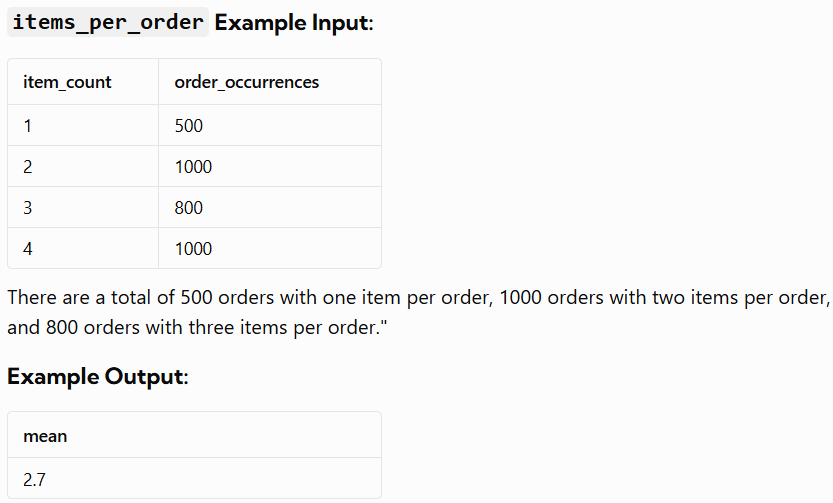 items_per_order Example Input:
item_count order_occurrences
1 500
2 1000
3 800
4 1000
There are a total of 500 orders with one item per order, 1000 orders with two items per order,
and 800 orders with three items per order."
Example Output:
mean
2.7